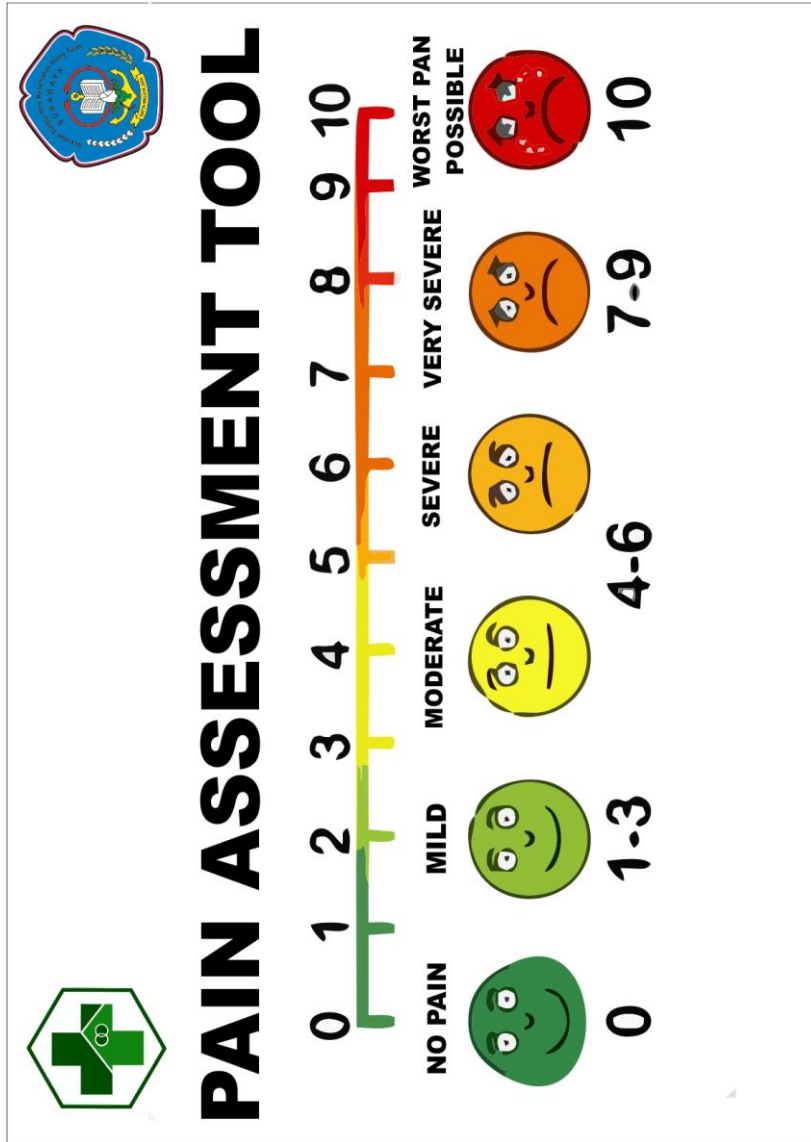 SURABAYA
PAIN ASSESSMENT TOOL
0 1 2 3 4 5 6 7 8 9 10
NO PAIN MILD MODERATE SEVERE VERY SEVERE WORST PAN
POSSIBLE
0 1-3 4-6 7-9 10